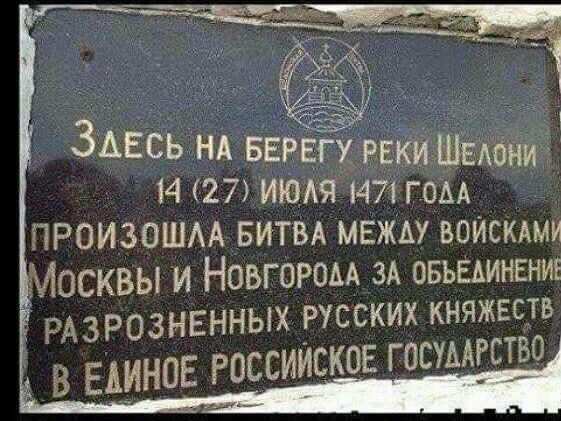 Здесь на берегу реки Шелони
14 (27) июля 1471 года
произошла битва между войсками
Москвы и Новгорода за объединение
разрозненных русских княжеств
в Единое Российское государство